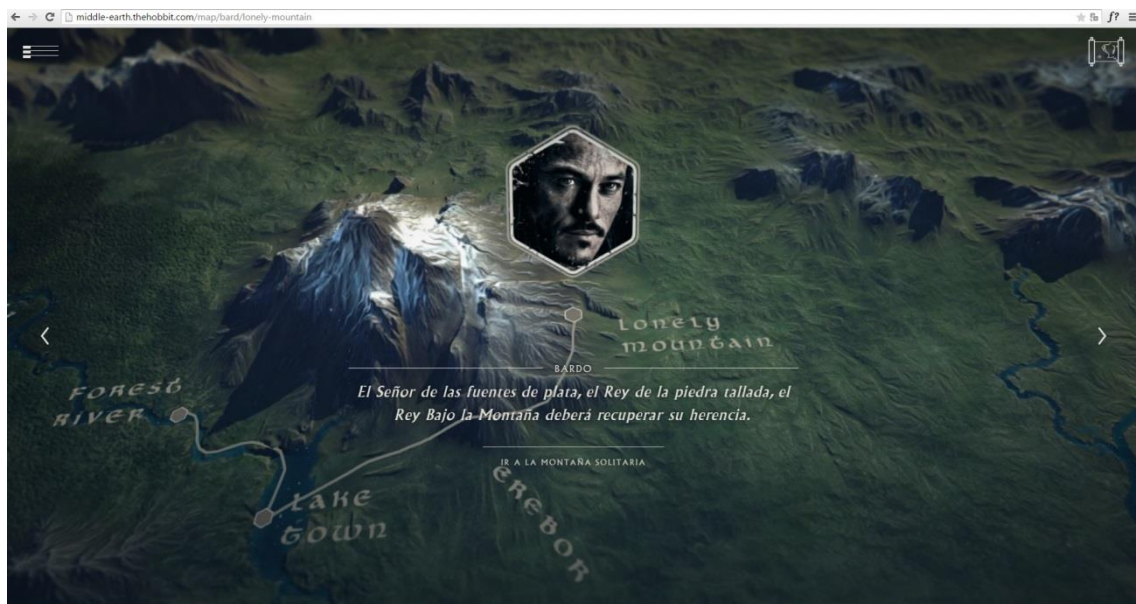 middle-earth.thehobbit.com/map/bard/lonely-mountain
f?
LONELY
MOUNTAIN
BARDO
El Señor de las fuentes de plata, el Rey de la piedra tallada, el
Rey Bajo la Montaña deberá recuperar su herencia.
FOREST
RIVER
IR A LA MONTAÑA SOLITARIA
LAKE
TOWN
EREBOR